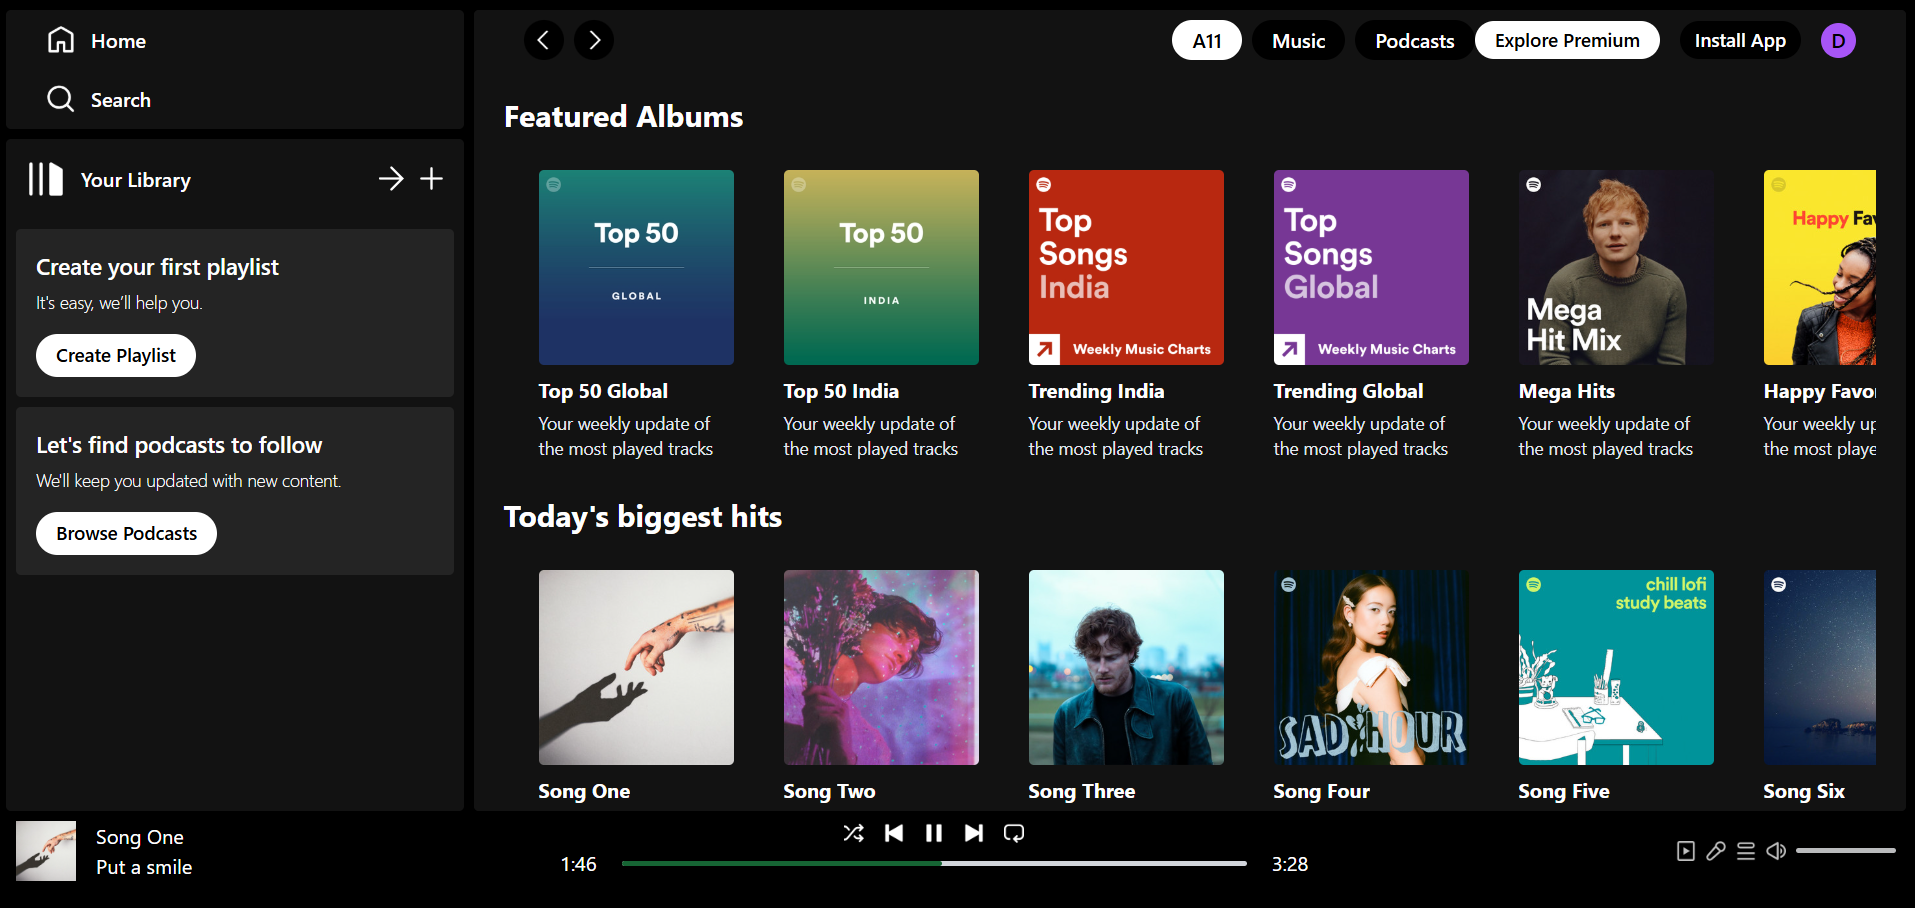 Home
Search
Your Library
Create your first playlist
It's easy, we'll help you.
Create Playlist
Let's find podcasts to follow
We'll keep you updated with new content.
Browse Podcasts
A11 Music Podcasts Explore Premium Install App D
Featured Albums
Top 50
GLOBAL
Top 50 Global
Your weekly update of
the most played tracks
Top 50
INDIA
Top 50 India
Your weekly update of
the most played tracks
Top
Songs
India
Weekly Music Charts
Trending India
Your weekly update of
the most played tracks
Top
Songs
Global
Weekly Music Charts
Trending Global
Your weekly update of
the most played tracks
Mega
Hit Mix
Mega Hits
Your weekly update of
the most played tracks
Happy Fav
Happy Favor
Your weekly up
the most playe
Today's biggest hits
Song One
Song Two
Song Three
SAD HOUR
Song Four
chill lofi
study beats
Song Five
Song Six
Song One
Put a smile
1:46
3:28